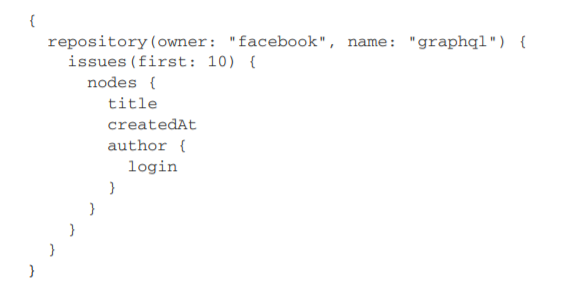 {
  repository(owner: "facebook", name: "graphql") {
    issues(first: 10) {
      nodes {
        title
        createdAt
        author {
          login
        }
      }
    }
  }
}